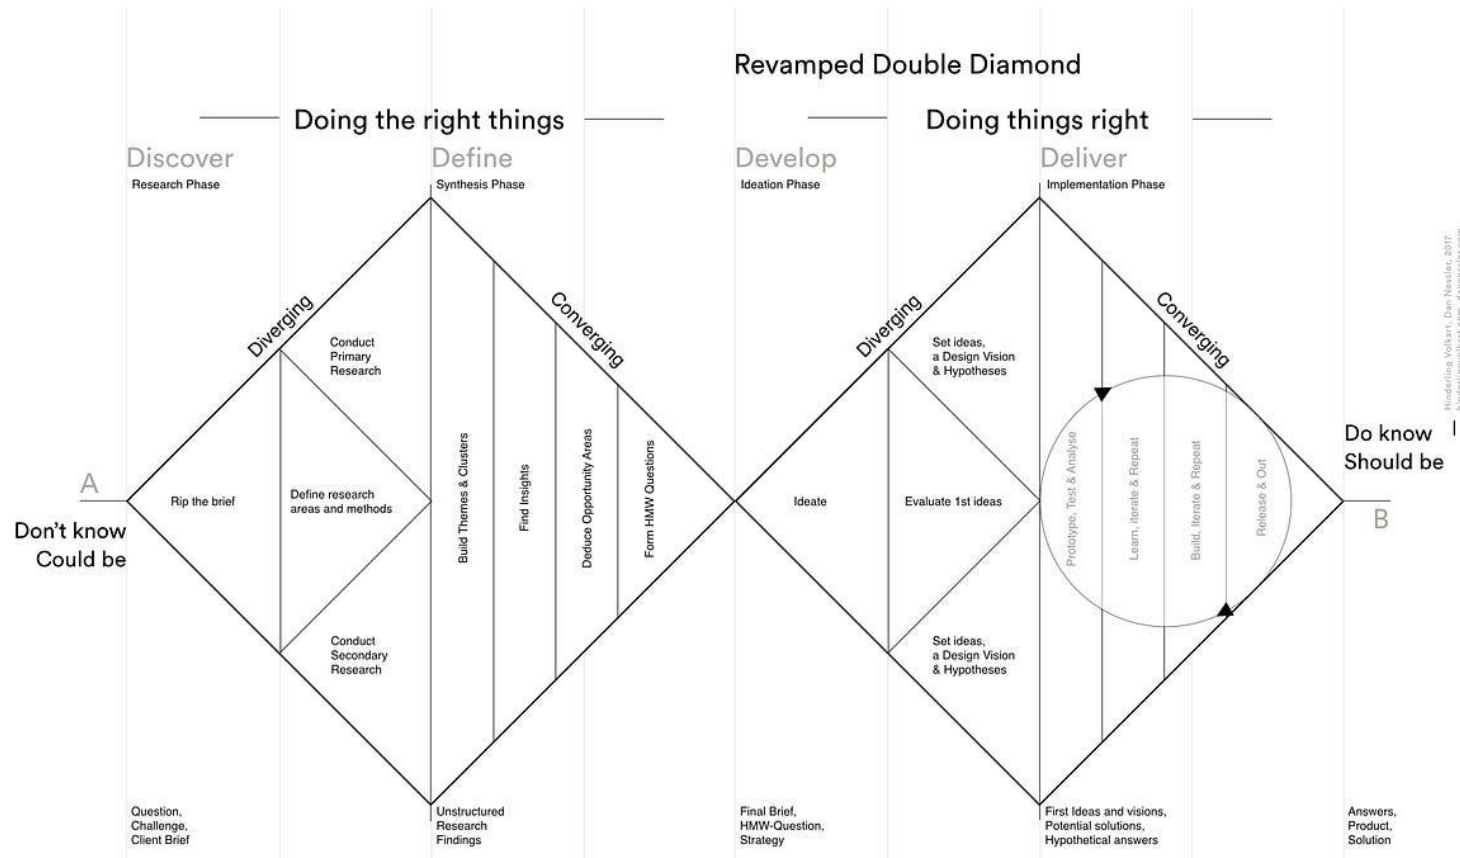 Revamped Double Diamond
Doing the right things
Doing things right
Discover
Research Phase
Define
Synthesis Phase
Develop
Ideation Phase
Deliver
Implementation Phase
Diverging
Converging
Diverging
Converging
A
Don't know
Could be
Rip the brief
Define research
areas and methods
Conduct
Primary
Research
Conduct
Secondary
Research
Build Themes & Clusters
Find Insights
Deduce Opportunity Areas
Form HMW Questions
Ideate
Evaluate 1st ideas
Set ideas,
a Design Vision
& Hypotheses
Set ideas,
a Design Vision
& Hypotheses
Prototype, Test & Analyse
Learn, iterate & Repeat
Build, Iterate & Repeat
Release & Out
Do know
Should be
B
Question,
Challenge,
Client Brief
Unstructured
Research
Findings
Final Brief,
HMW-Question,
Strategy
First Ideas and visions,
Potential solutions,
Hypothetical answers
Answers,
Product,
Solution
Hinderling Volkart, Dan Nessler, 2017